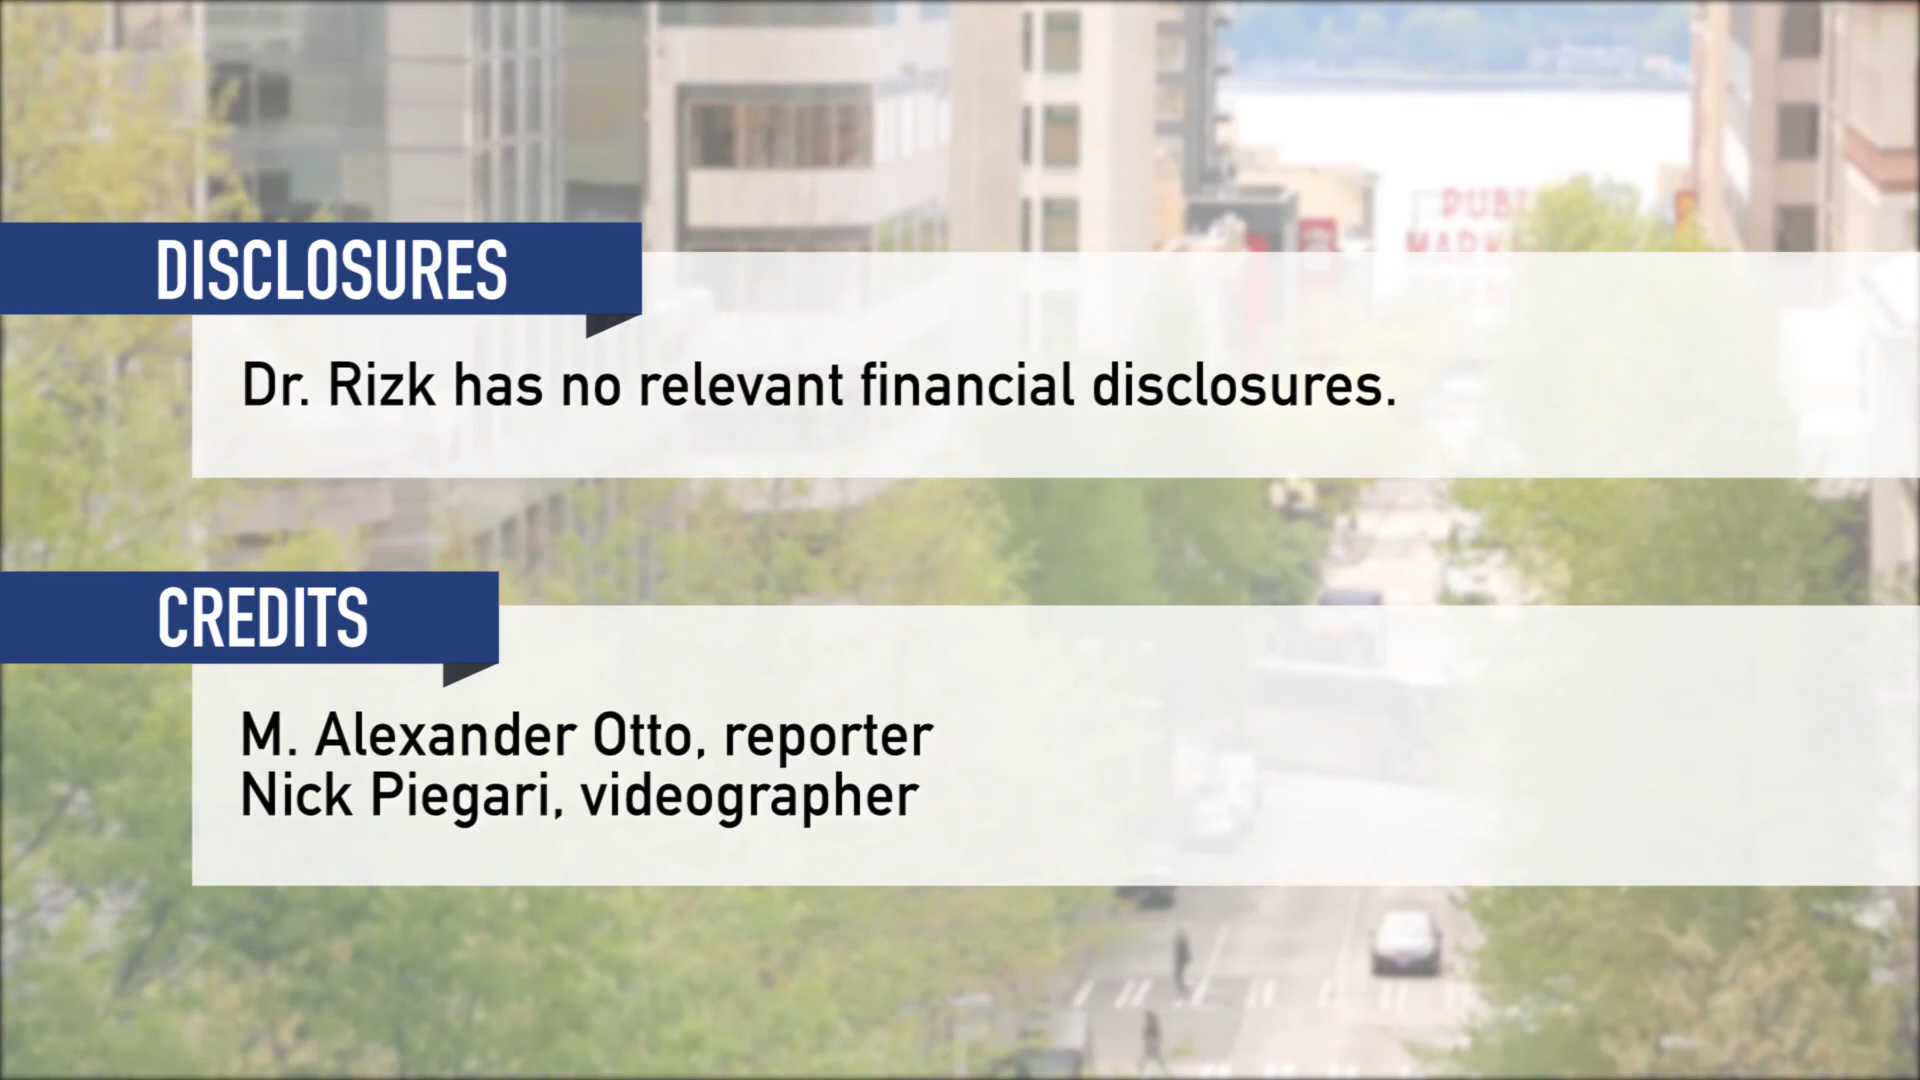 DISCLOSURES
Dr. Rizk has no relevant financial disclosures.
CREDITS
M. Alexander Otto, reporter
Nick Piegari, videographer